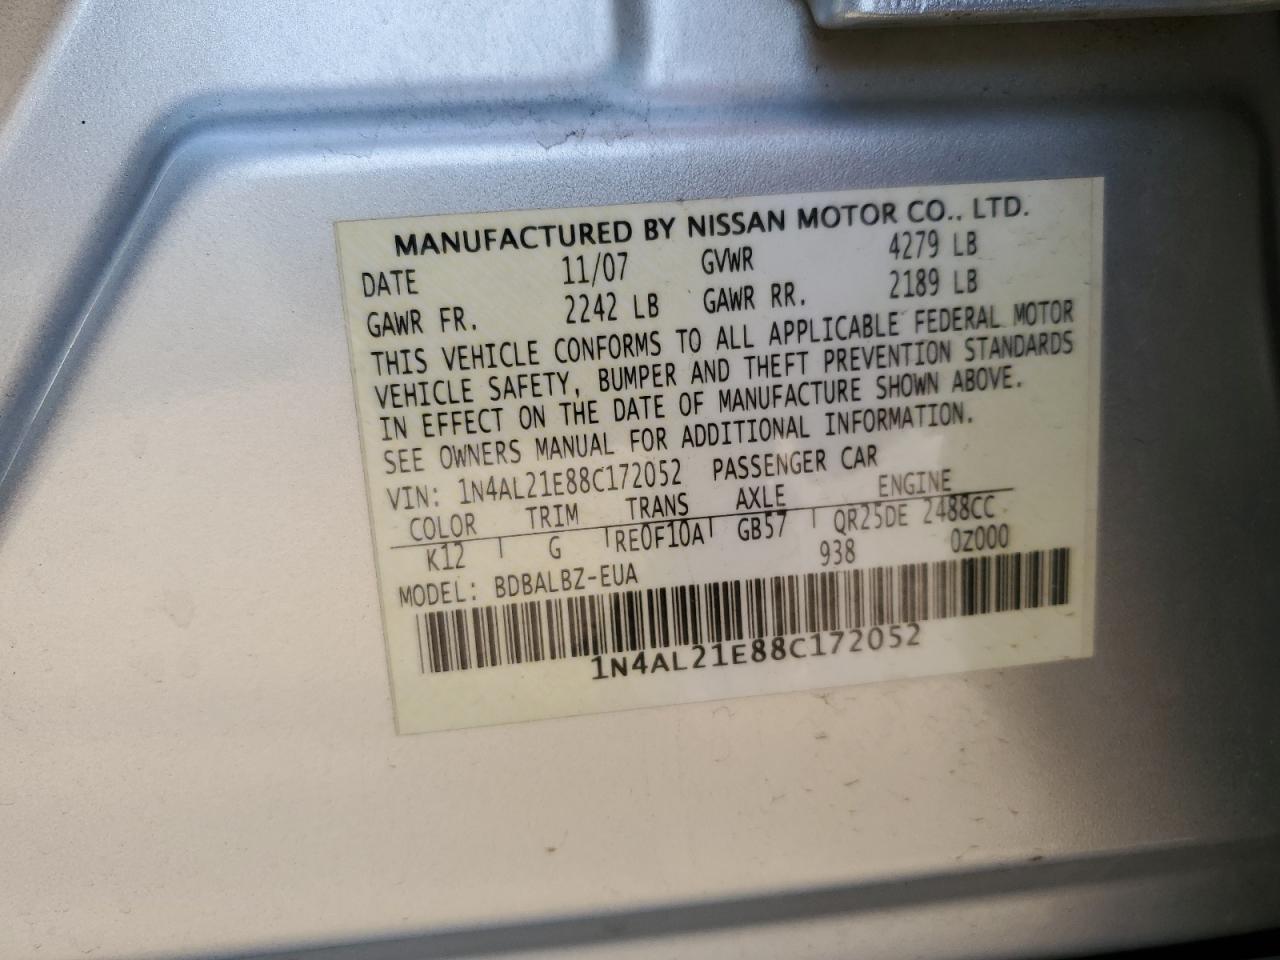 MANUFACTURED BY NISSAN MOTOR CO., LTD.
DATE 11/07 GVWR 4279 LB
GAWR FR. 2242 LB GAWR RR. 2189 LB
THIS VEHICLE CONFORMS TO ALL APPLICABLE FEDERAL MOTOR
VEHICLE SAFETY, BUMPER AND THEFT PREVENTION STANDARDS
IN EFFECT ON THE DATE OF MANUFACTURE SHOWN ABOVE.
SEE OWNERS MANUAL FOR ADDITIONAL INFORMATION.
VIN: 1N4AL21E88C172052 PASSENGER CAR
COLOR TRIM TRANS AXLE ENGINE
K12 G RE0F10A GB57 QR25DE 2488CC
938 0Z000
MODEL: BDBALBZ-EUA
1N4AL21E88C172052